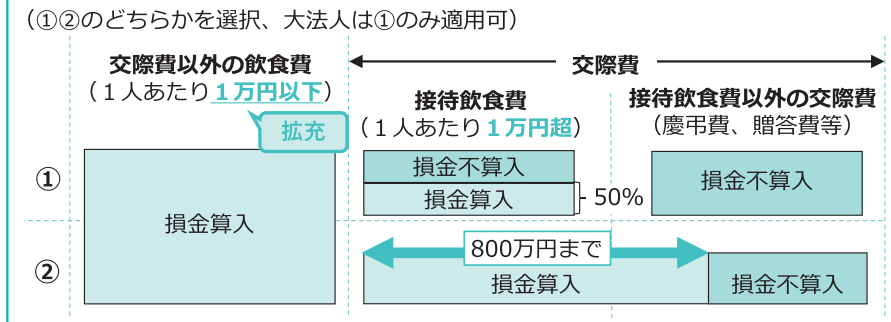 （①②のどちらかを選択、大法人は①のみ適用可）
交際費以外の飲食費
（１人あたり１万円以下）
拡充
交際費
接待飲食費
（１人あたり１万円超）
接待飲食費以外の交際費
（慶弔費、贈答費等）
①
損金算入
損金不算入
損金算入
50%
損金不算入
②
800万円まで
損金算入
損金不算入